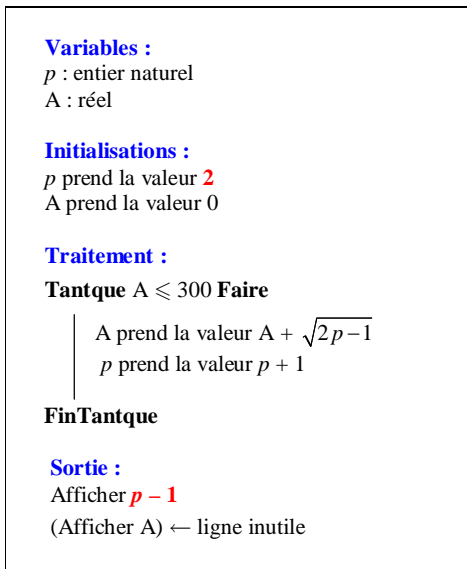 Variables :
p : entier naturel
A : réel
Initialisations :
p prend la valeur 2
A prend la valeur 0
Traitement :
Tantque A ⩽ 300 Faire
A prend la valeur A + √(2p−1)
p prend la valeur p + 1
FinTantque
Sortie :
Afficher p – 1
(Afficher A) ← ligne inutile